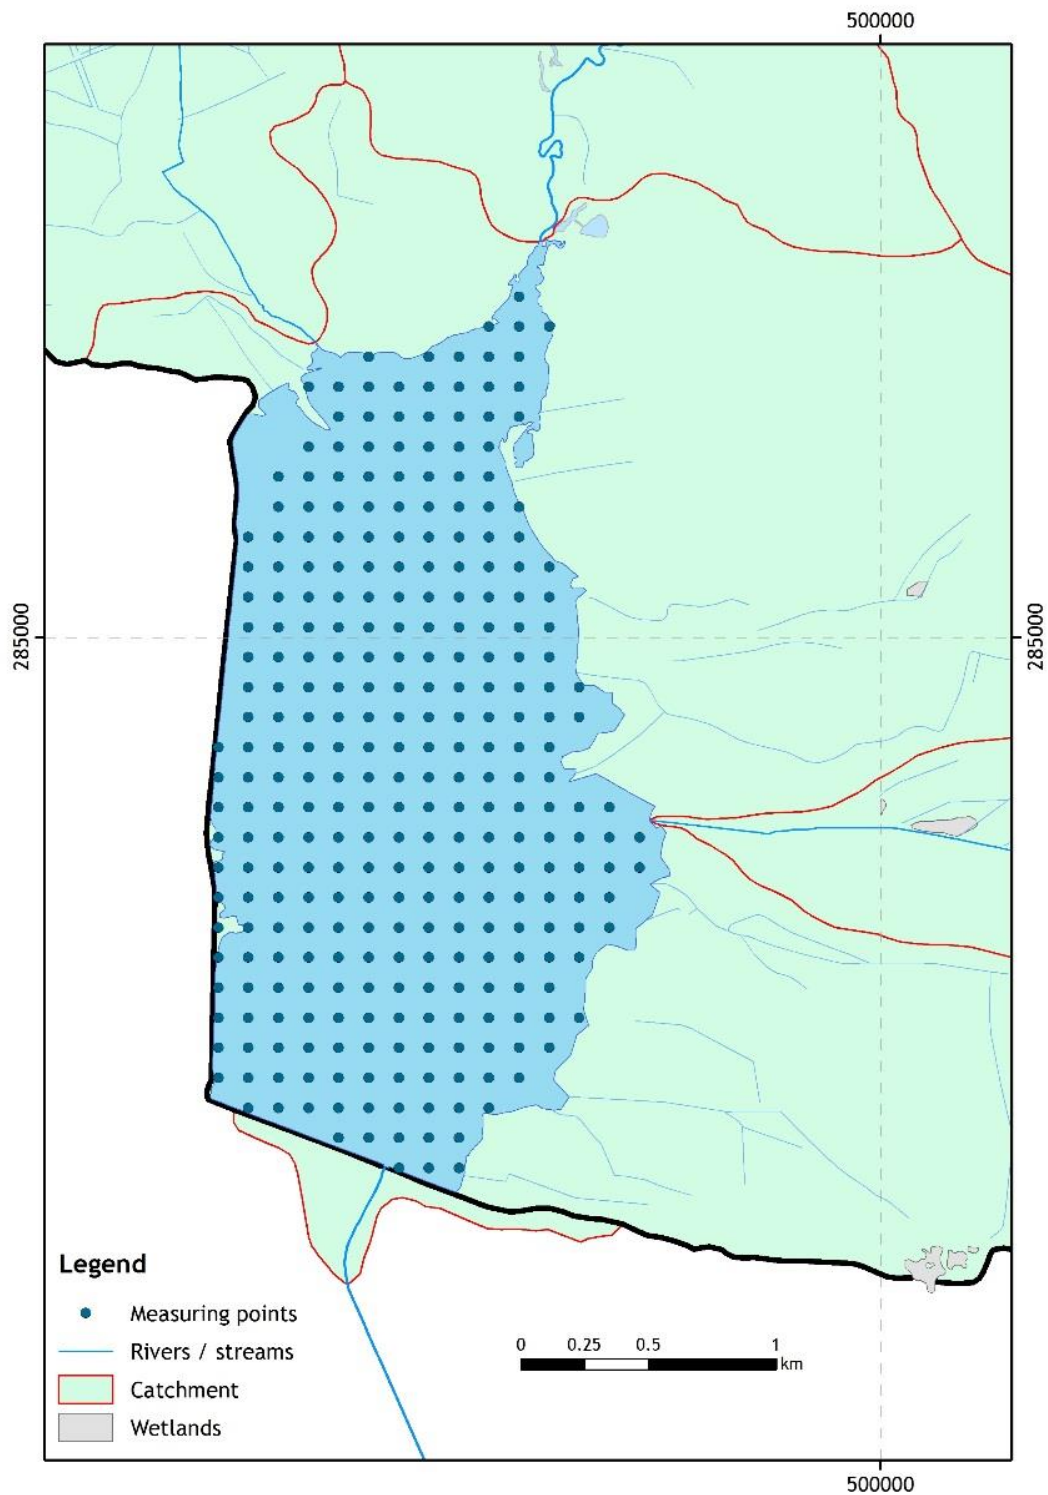 500000
285000
285000
Legend
Measuring points
Rivers / streams
Catchment
Wetlands
0 0.25 0.5 1
km
500000